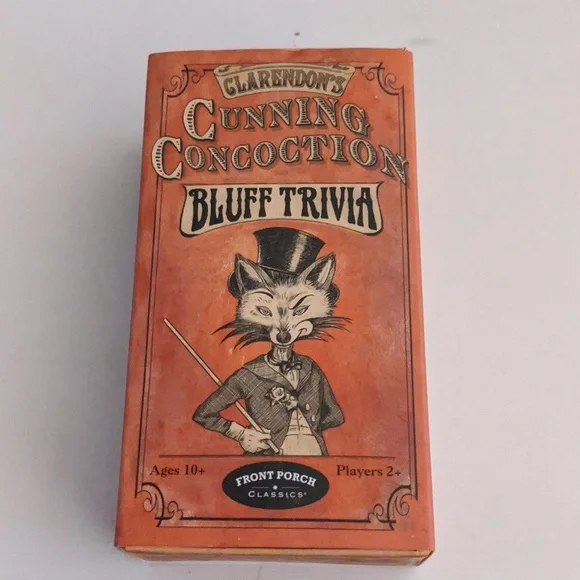 CLARENDON'S
CUNNING
CONCOCTION
BLUFF TRIVIA
Ages 10+
Players 2+
FRONT PORCH
CLASSICS®